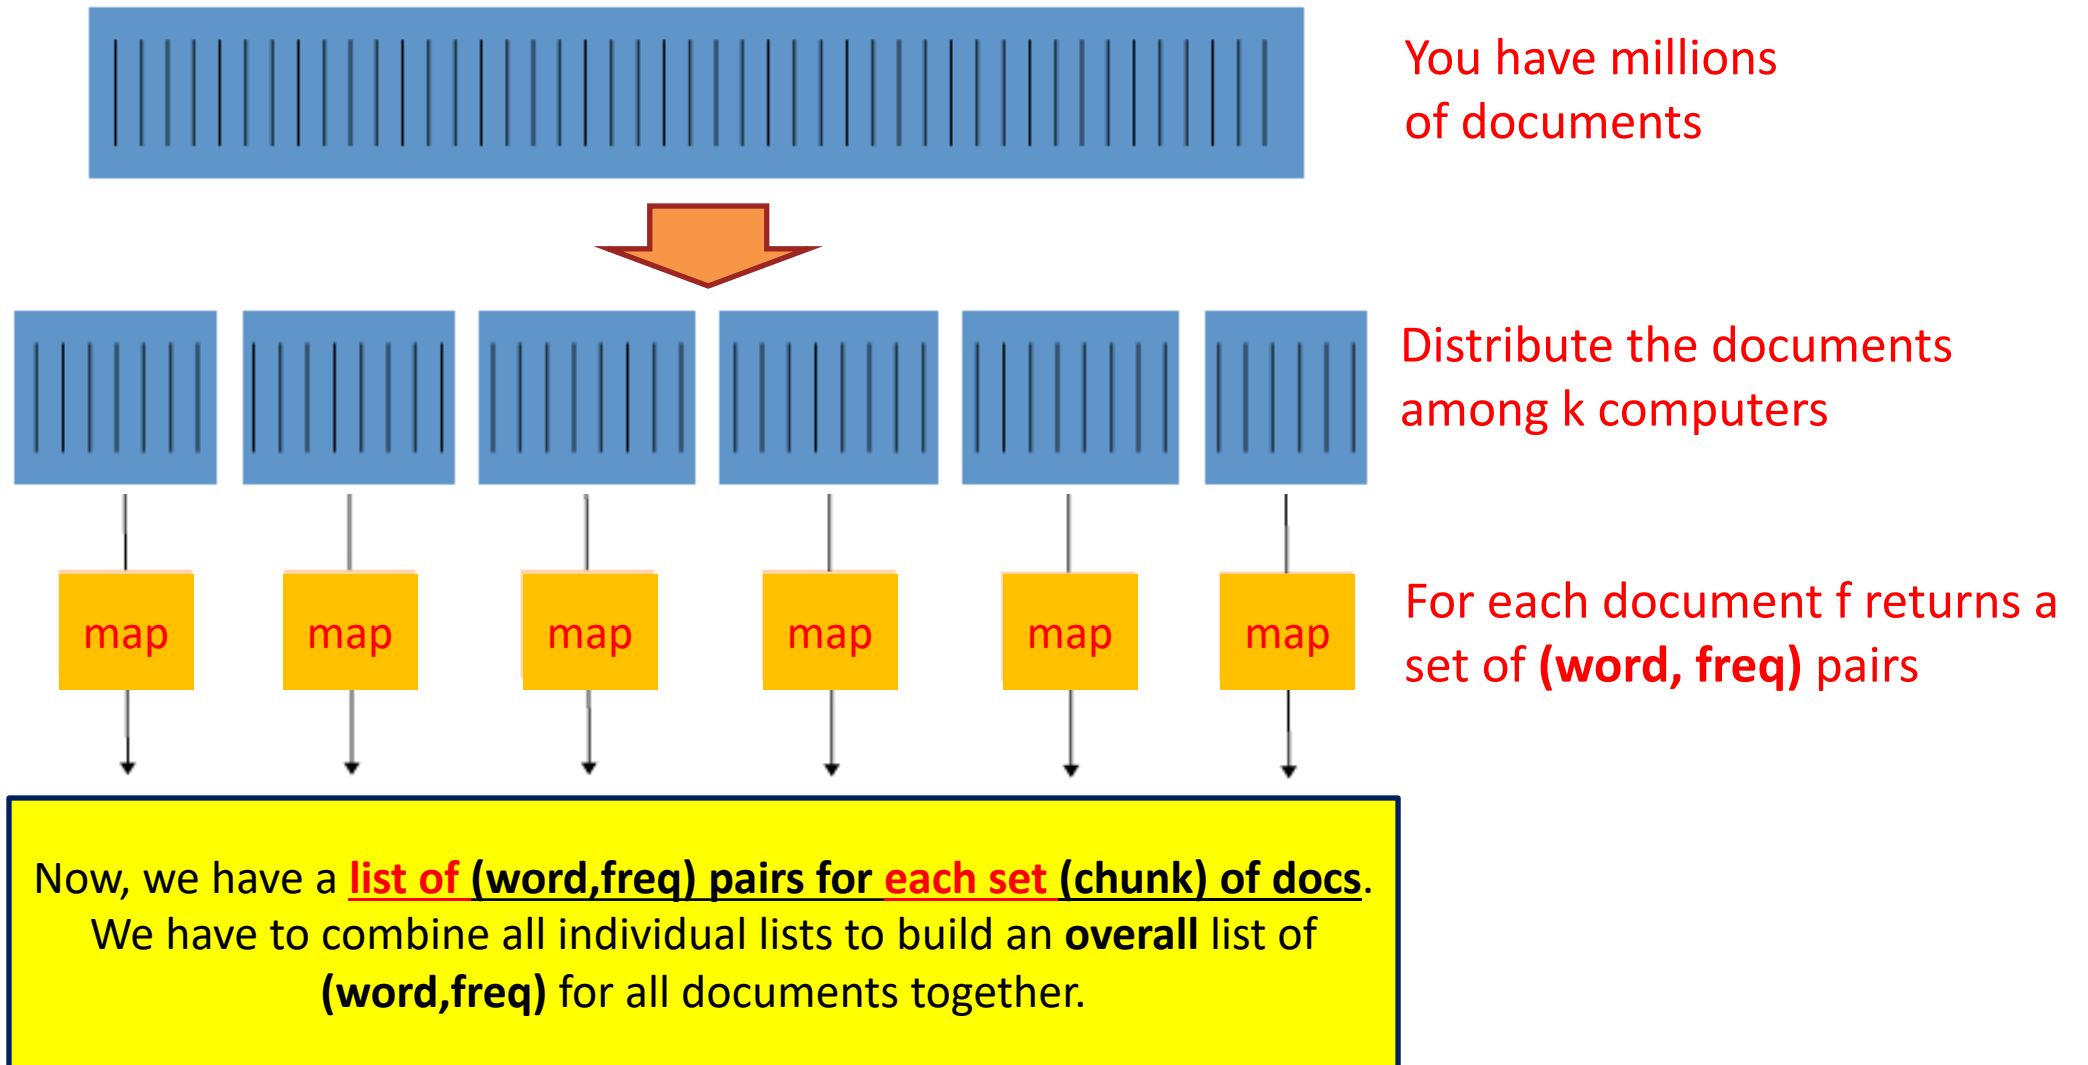 You have millions
of documents
Distribute the documents
among k computers
map
map
map
map
map
map
For each document f returns a
set of (word, freq) pairs
Now, we have a list of (word,freq) pairs for each set (chunk) of docs.
We have to combine all individual lists to build an overall list of
(word,freq) for all documents together.